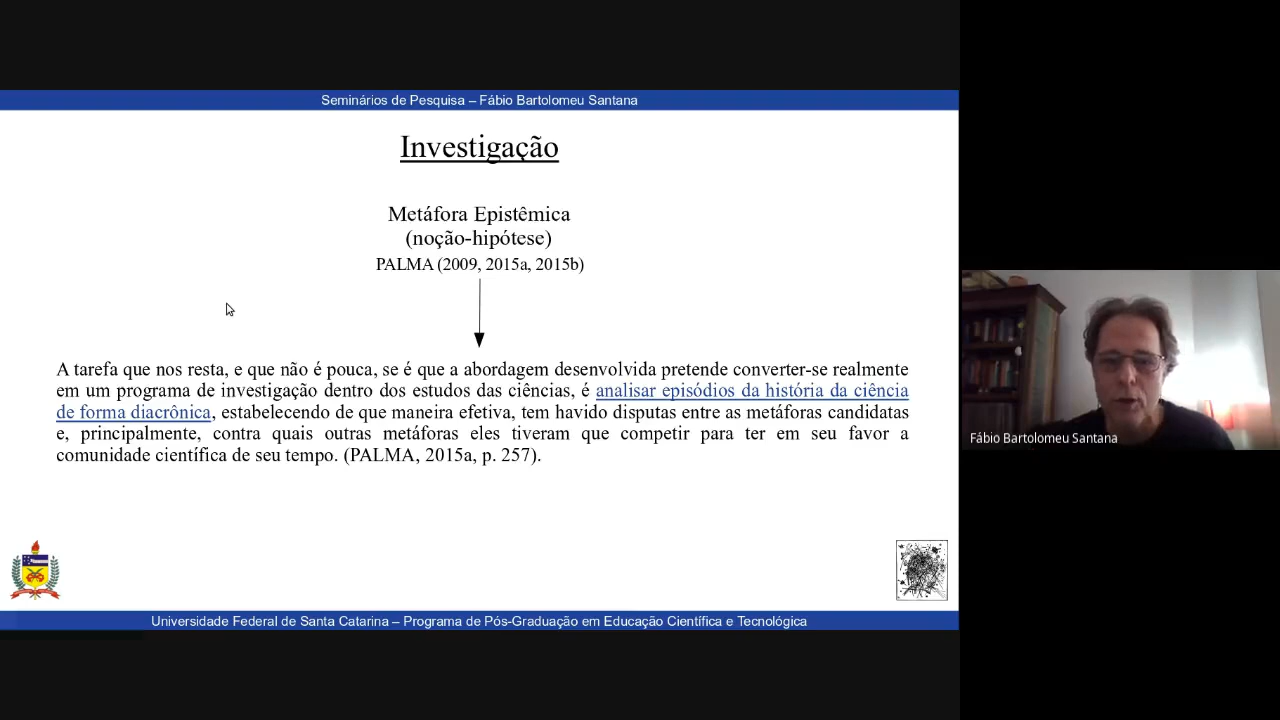 Seminários de Pesquisa – Fábio Bartolomeu Santana
Investigação
Metáfora Epistêmica
(noção-hipótese)
PALMA (2009, 2015a, 2015b)
A tarefa que nos resta, e que não é pouca, se é que a abordagem desenvolvida pretende converter-se realmente
em um programa de investigação dentro dos estudos das ciências, é analisar episódios da história da ciência
de forma diacrônica, estabelecendo de que maneira efetiva, tem havido disputas entre as metáforas candidatas
e, principalmente, contra quais outras metáforas eles tiveram que competir para ter em seu favor a
comunidade científica de seu tempo. (PALMA, 2015a, p. 257).
Fábio Bartolomeu Santana
Universidade Federal de Santa Catarina – Programa de Pós-Graduação em Educação Científica e Tecnológica